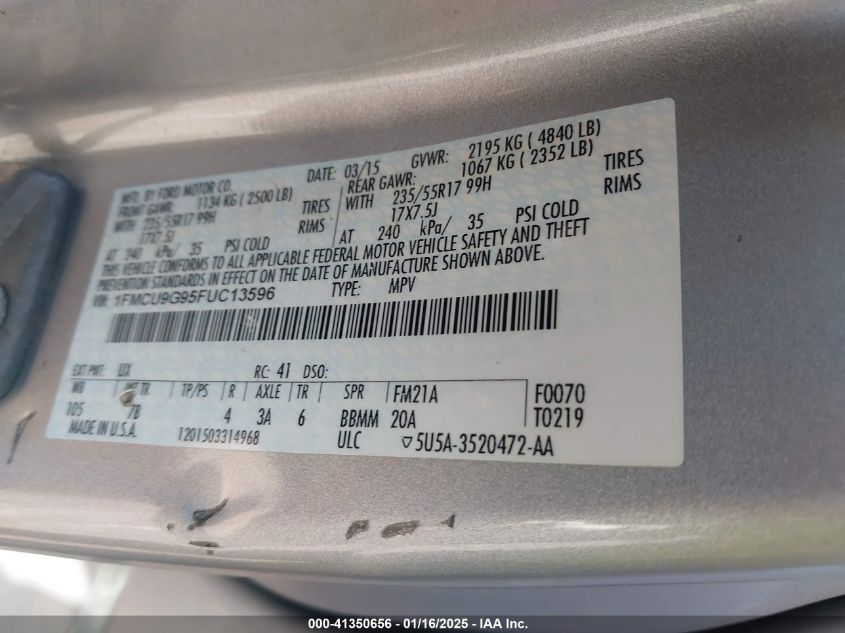 MFD. BY FORD MOTOR CO.
DATE: 03/15 GVWR: 2195 KG ( 4840 LB)
FRONT GAWR: 1134 KG ( 2500 LB) REAR GAWR: 1067 KG ( 2352 LB)
WITH 235/55R17 99H TIRES WITH 235/55R17 99H TIRES
17X7.5J RIMS 17X7.5J RIMS
AT 240 kPa/ 35 PSI COLD AT 240 kPa/ 35 PSI COLD
THIS VEHICLE CONFORMS TO ALL APPLICABLE FEDERAL MOTOR VEHICLE SAFETY AND THEFT
PREVENTION STANDARDS IN EFFECT ON THE DATE OF MANUFACTURE SHOWN ABOVE.
VIN: 1FMCU9G95FUC13596 TYPE: MPV
EXT PNT: UX RC: 41 DSO:
WB INT TR TP/PS R AXLE TR SPR FM21A F0070
105 7B 4 3A 6 BBMM 20A T0219
MADE IN U.S.A. 1201503314968 ULC 5U5A-3520472-AA
000-41350656 - 01/16/2025 - IAA Inc.